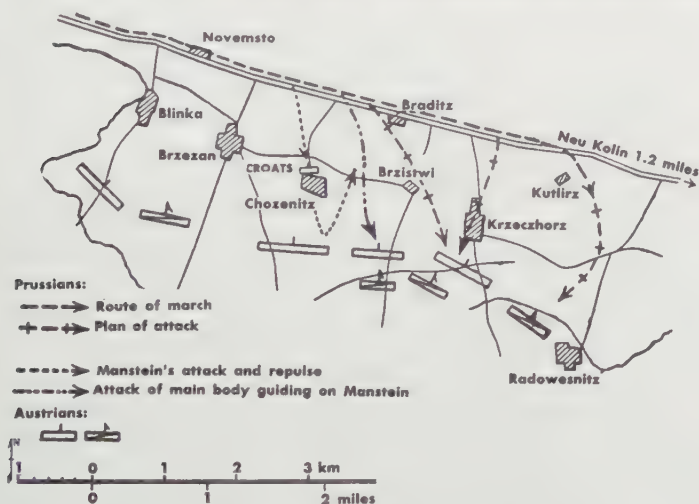 Novemsto
Blinka
Braditz
Neu Kolin 1.2 miles
Brzezan
CROATS
Brzistwi
Kutlirz
Chozenitz
Krzeczhorz
Prussians:
Route of march
Plan of attack
Manstein's attack and repulse
Attack of main body guiding on Manstein
Radowesnitz
Austrians:
N
1 0 1 2 3 km
0 1 2 miles